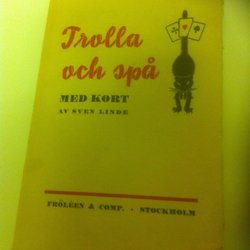 Trolla
och spå
MED KORT
AV SVEN LINDE
FRÖLÉEN & COMP. · STOCKHOLM